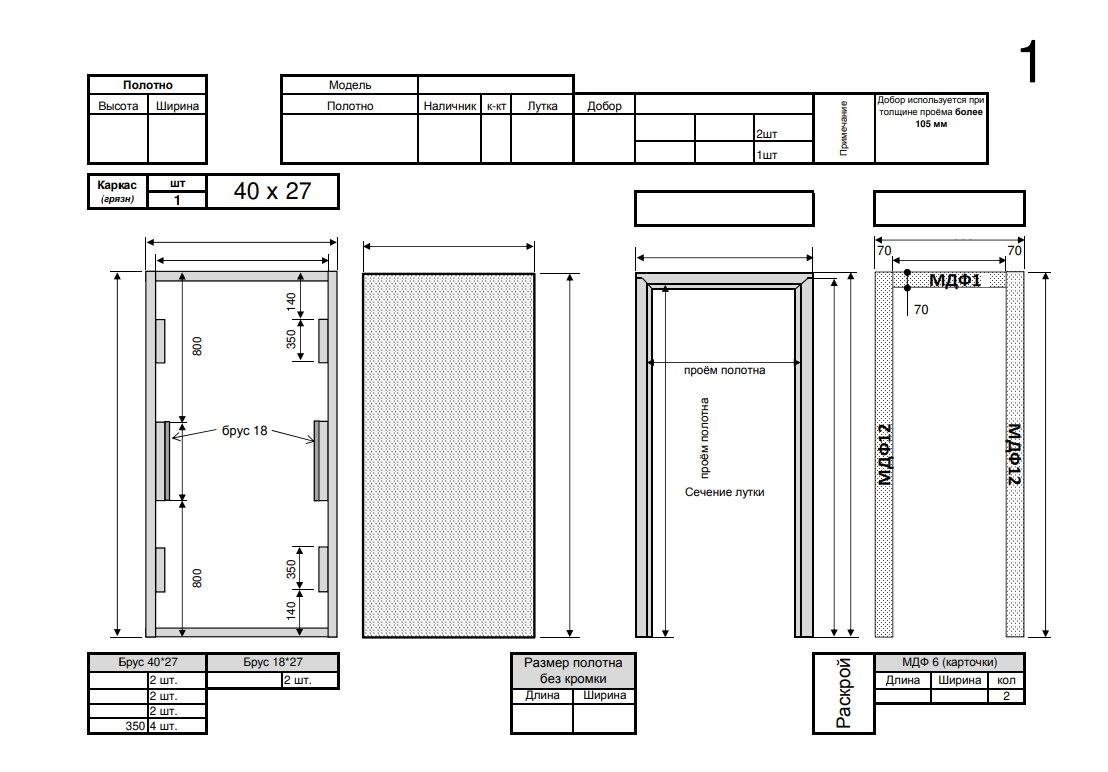 1
Полотно
Высота Ширина
Модель
Полотно Наличник к-кт Лутка Добор
2шт
1шт
Примечание
Добор используется при
толщине проёма более
105 мм
Каркас
(грязн)
шт
1
40 x 27
800
800
140
350
350
140
брус 18
проём полотна
проём полотна
Сечение лутки
70 70
МДФ1
70
МДФ12
МДФ12
Брус 40*27 Брус 18*27
2 шт. 2 шт.
2 шт.
2 шт.
350 4 шт.
Размер полотна
без кромки
Длина Ширина
Раскрой
МДФ 6 (карточки)
Длина Ширина кол
2